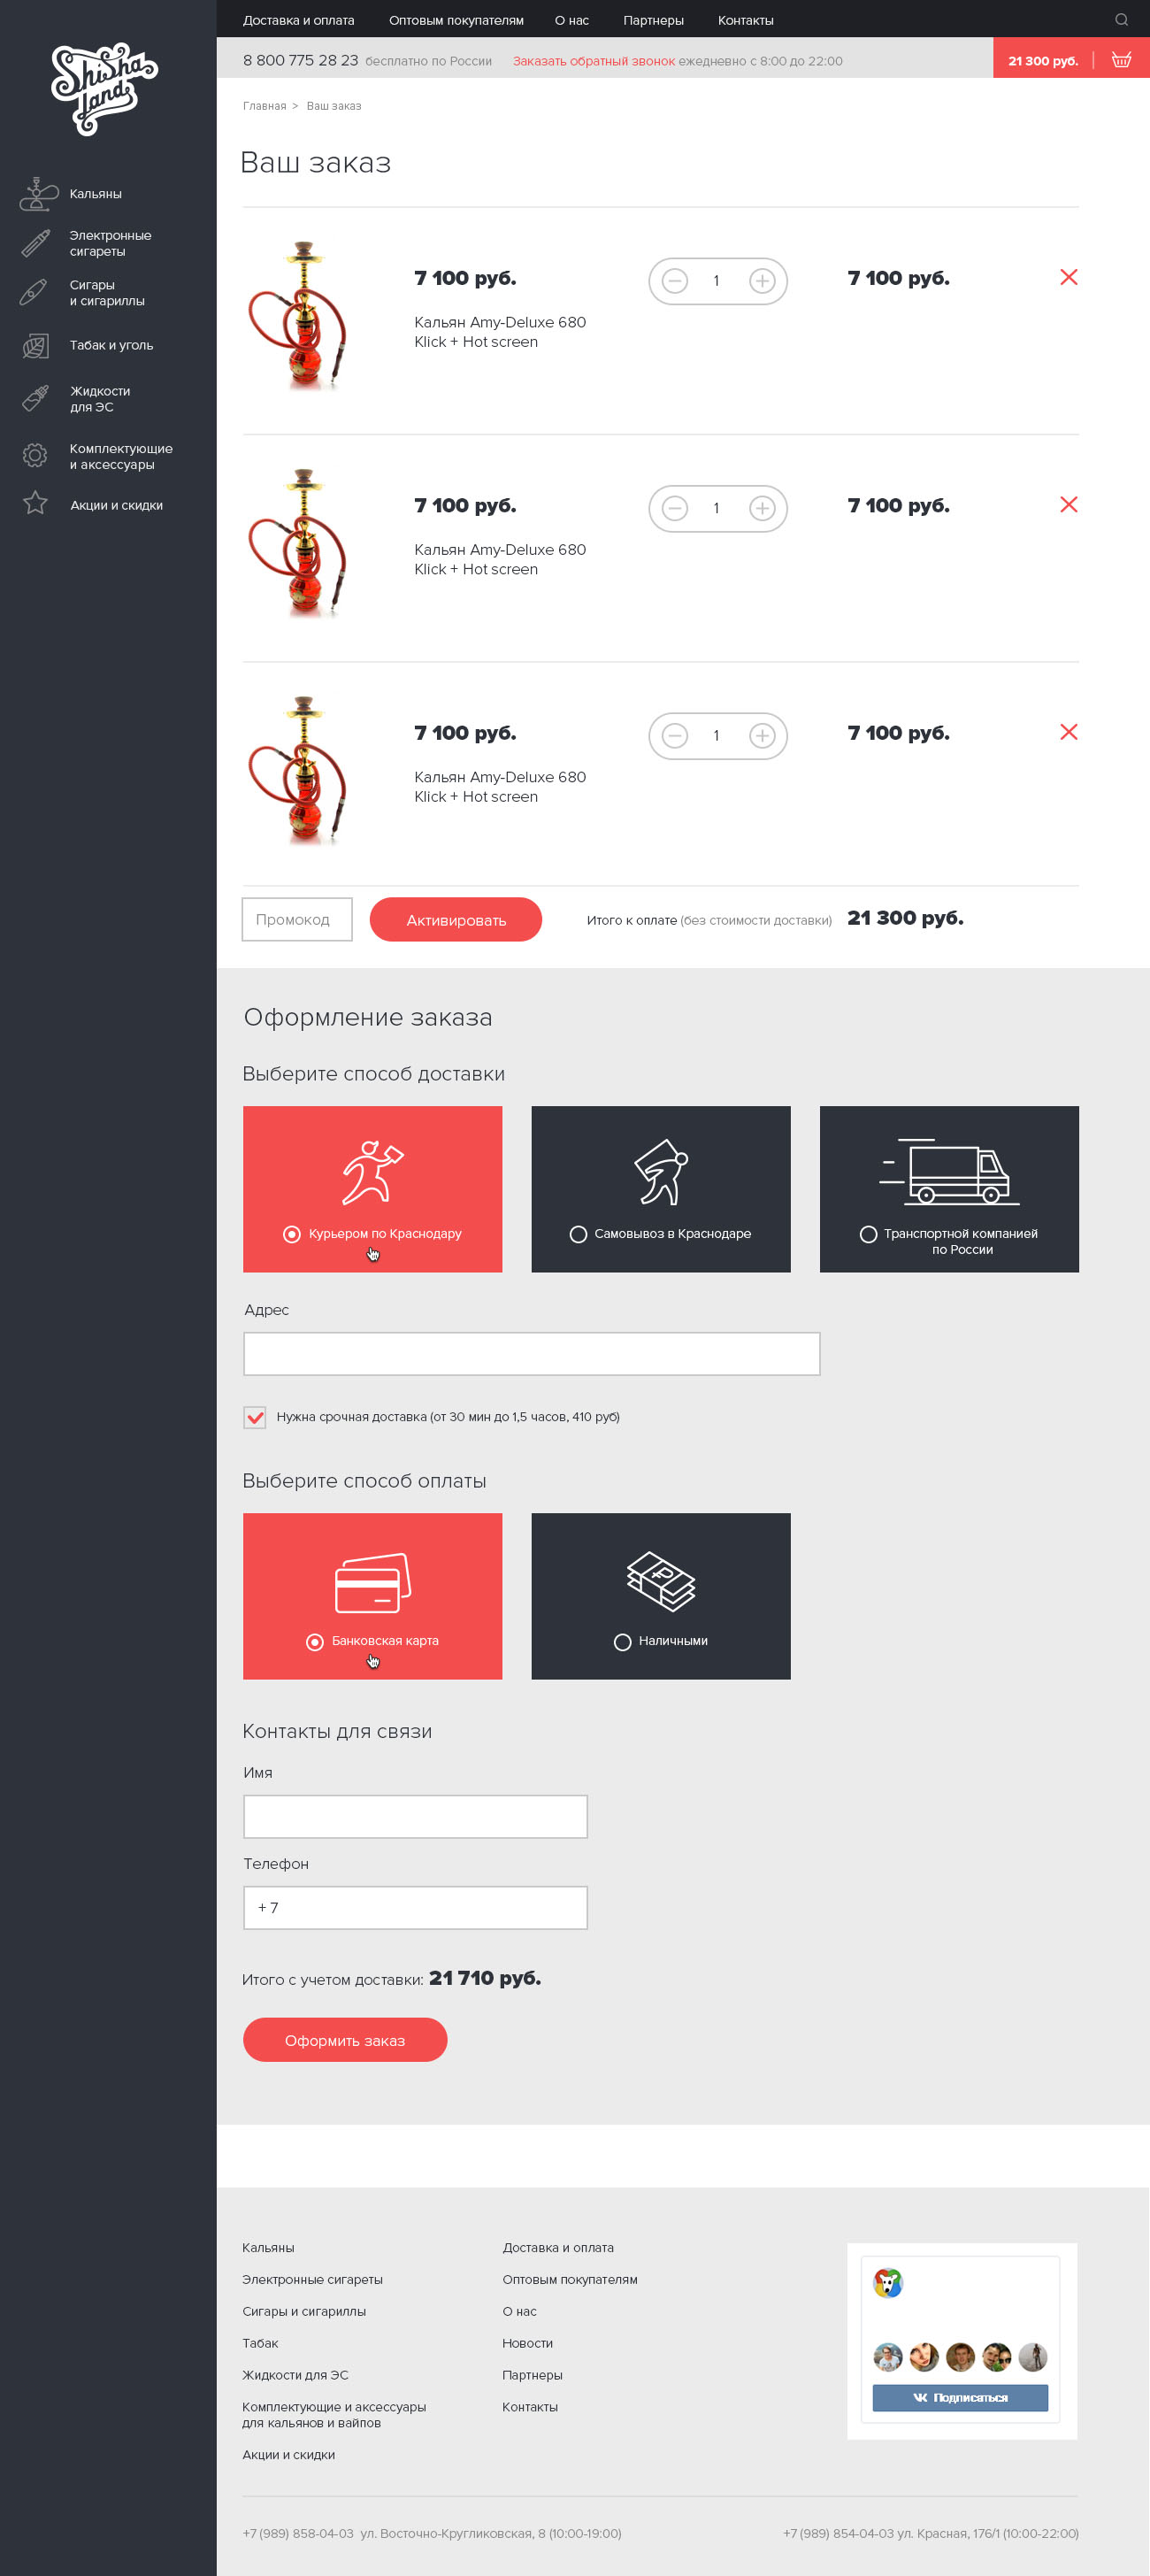 Shisha
land
Кальяны
Электронные
сигареты
Сигары
и сигариллы
Табак и уголь
Жидкости
для ЭС
Комплектующие
и аксессуары
Акции и скидки
Доставка и оплата Оптовым покупателям О нас Партнеры Контакты
8 800 775 28 23 бесплатно по России Заказать обратный звонок ежедневно с 8:00 до 22:00 21 300 руб.
Главная > Ваш заказ
Ваш заказ
7 100 руб. 1 7 100 руб.
Кальян Amy-Deluxe 680
Klick + Hot screen
7 100 руб. 1 7 100 руб.
Кальян Amy-Deluxe 680
Klick + Hot screen
7 100 руб. 1 7 100 руб.
Кальян Amy-Deluxe 680
Klick + Hot screen
Промокод Активировать Итого к оплате (без стоимости доставки) 21 300 руб.
Оформление заказа
Выберите способ доставки
Курьером по Краснодару
Самовывоз в Краснодаре
Транспортной компанией
по России
Адрес
Нужна срочная доставка (от 30 мин до 1,5 часов, 410 руб)
Выберите способ оплаты
Банковская карта
Наличными
Контакты для связи
Имя
Телефон
+ 7
Итого с учетом доставки: 21 710 руб.
Оформить заказ
Кальяны
Электронные сигареты
Сигары и сигариллы
Табак
Жидкости для ЭС
Комплектующие и аксессуары
для кальянов и вайпов
Акции и скидки
Доставка и оплата
Оптовым покупателям
О нас
Новости
Партнеры
Контакты
Подписаться
+7 (989) 858-04-03 ул. Восточно-Кругликовская, 8 (10:00-19:00)
+7 (989) 854-04-03 ул. Красная, 176/1 (10:00-22:00)